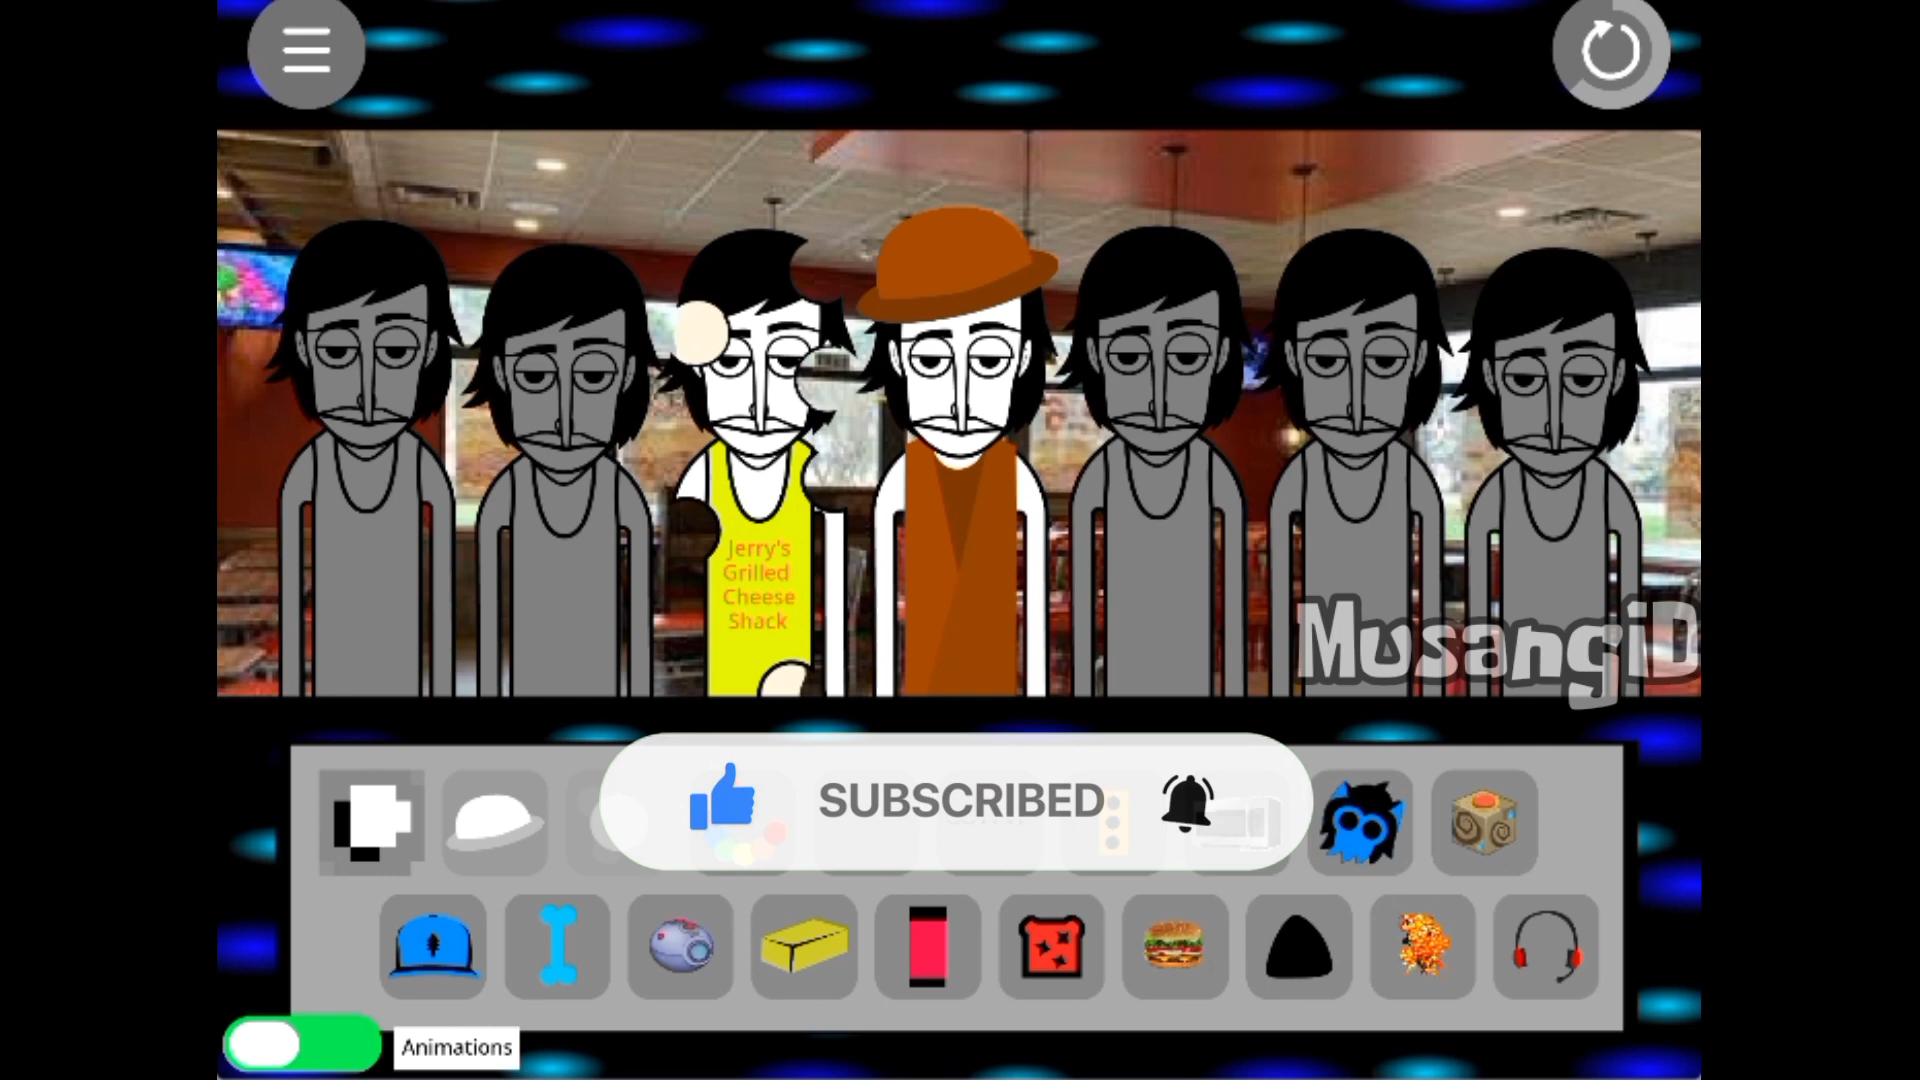 Jerry's
Grilled
Cheese
Shack
MusangiD
SUBSCRIBED
Animations